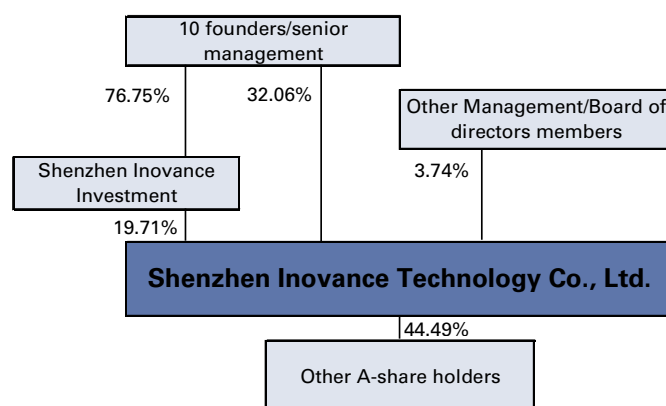 10 founders/senior
management
76.75%
32.06%
Other Management/Board of
directors members
Shenzhen Inovance
Investment
3.74%
19.71%
Shenzhen Inovance Technology Co., Ltd.
44.49%
Other A-share holders